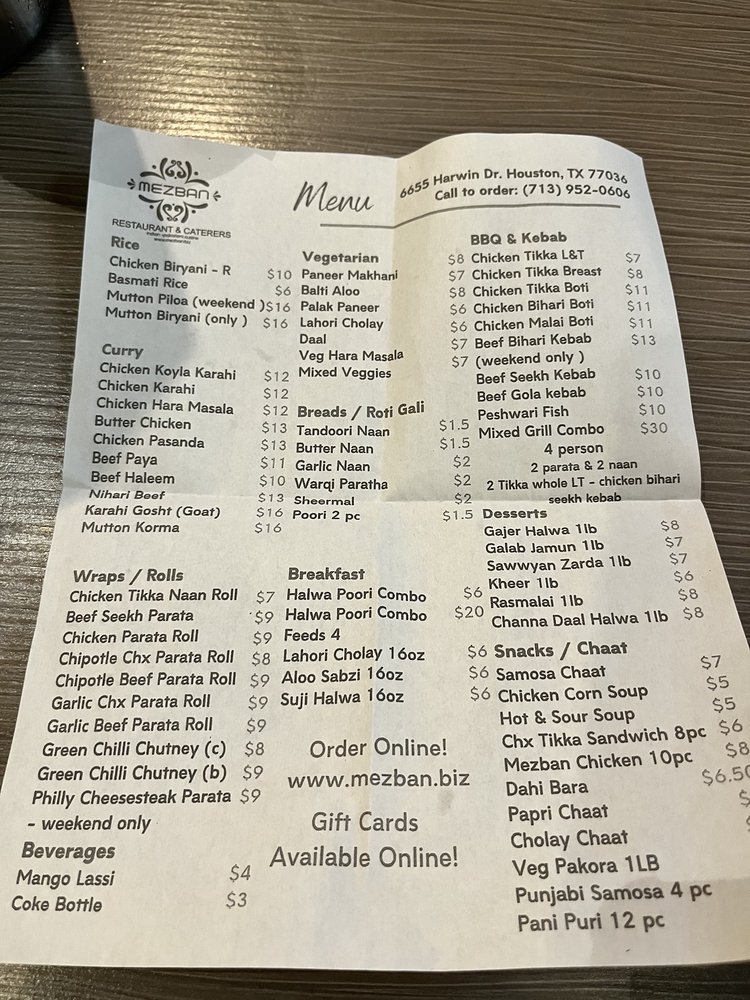 MEZBAN
RESTAURANT & CATERERS
Menu
6655 Harwin Dr. Houston, TX 77036
Call to order: (713) 952-0606
Rice
Chicken Biryani - R $10
Basmati Rice $6
Mutton Piloa (weekend )$16
Mutton Biryani (only ) $16
Curry
Chicken Koyla Karahi $12
Chicken Karahi $12
Chicken Hara Masala $12
Butter Chicken $13
Chicken Pasanda $13
Beef Paya $11
Beef Haleem $10
Nihari Beef $13
Karahi Gosht (Goat) $16
Mutton Korma $16
Wraps / Rolls
Chicken Tikka Naan Roll $7
Beef Seekh Parata $9
Chicken Parata Roll $9
Chipotle Chx Parata Roll $8
Chipotle Beef Parata Roll $9
Garlic Chx Parata Roll $9
Garlic Beef Parata Roll $9
Green Chilli Chutney (c) $8
Green Chilli Chutney (b) $9
Philly Cheesesteak Parata $9
- weekend only
Beverages
Mango Lassi $4
Coke Bottle $3
Vegetarian
Paneer Makhani $8
Balti Aloo $7
Palak Paneer $8
Lahori Cholay $6
Daal $6
Veg Hara Masala $7
Mixed Veggies $7
Breads / Roti Gali
Tandoori Naan $1.5
Butter Naan $1.5
Garlic Naan $2
Warqi Paratha $2
Sheermal $2
Poori 2 pc $1.5
Breakfast
Halwa Poori Combo $6
Halwa Poori Combo $20
Feeds 4
Lahori Cholay 16oz $6
Aloo Sabzi 16oz $6
Suji Halwa 16oz $6
Order Online!
www.mezban.biz
Gift Cards
Available Online!
BBQ & Kebab
Chicken Tikka L&T $7
Chicken Tikka Breast $8
Chicken Tikka Boti $11
Chicken Bihari Boti $11
Chicken Malai Boti $11
Beef Bihari Kebab $13
(weekend only )
Beef Seekh Kebab $10
Beef Gola kebab $10
Peshwari Fish $10
Mixed Grill Combo $30
4 person
2 parata & 2 naan
2 Tikka whole LT - chicken bihari
seekh kebab
Desserts
Gajer Halwa 1lb $8
Galab Jamun 1lb $7
Sawwyan Zarda 1lb $7
Kheer 1lb $6
Rasmalai 1lb $8
Channa Daal Halwa 1lb $8
Snacks / Chaat
Samosa Chaat $7
Chicken Corn Soup $5
Hot & Sour Soup $5
Chx Tikka Sandwich 8pc $6
Mezban Chicken 10pc $8
Dahi Bara $6.50
Papri Chaat
Cholay Chaat
Veg Pakora 1LB
Punjabi Samosa 4 pc
Pani Puri 12 pc